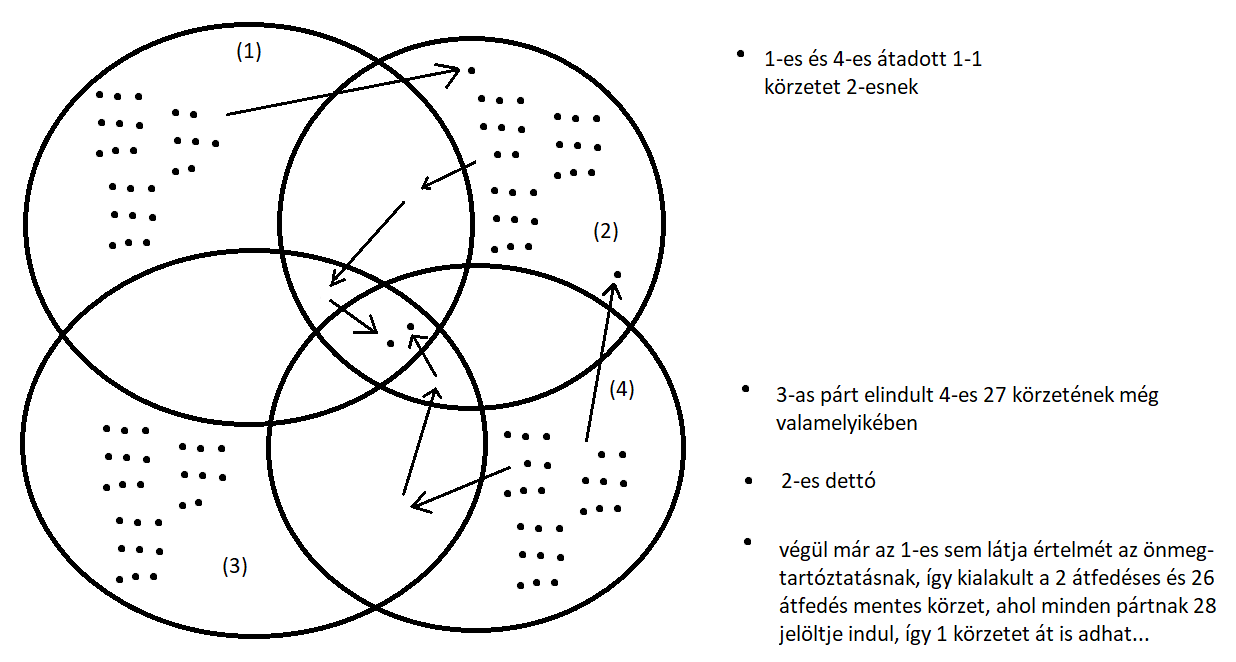 (1)
1-es és 4-es átadott 1-1
körzetet 2-esnek
(2)
(4)
3-as párt elindult 4-es 27 körzetének még
valamelyikében
2-es dettó
(3)
végül már az 1-es sem látja értelmét az önmeg-
tartóztatásnak, így kialakult a 2 átfedéses és 26
átfedés mentes körzet, ahol minden pártnak 28
jelöltje indul, így 1 körzetet át is adhat...